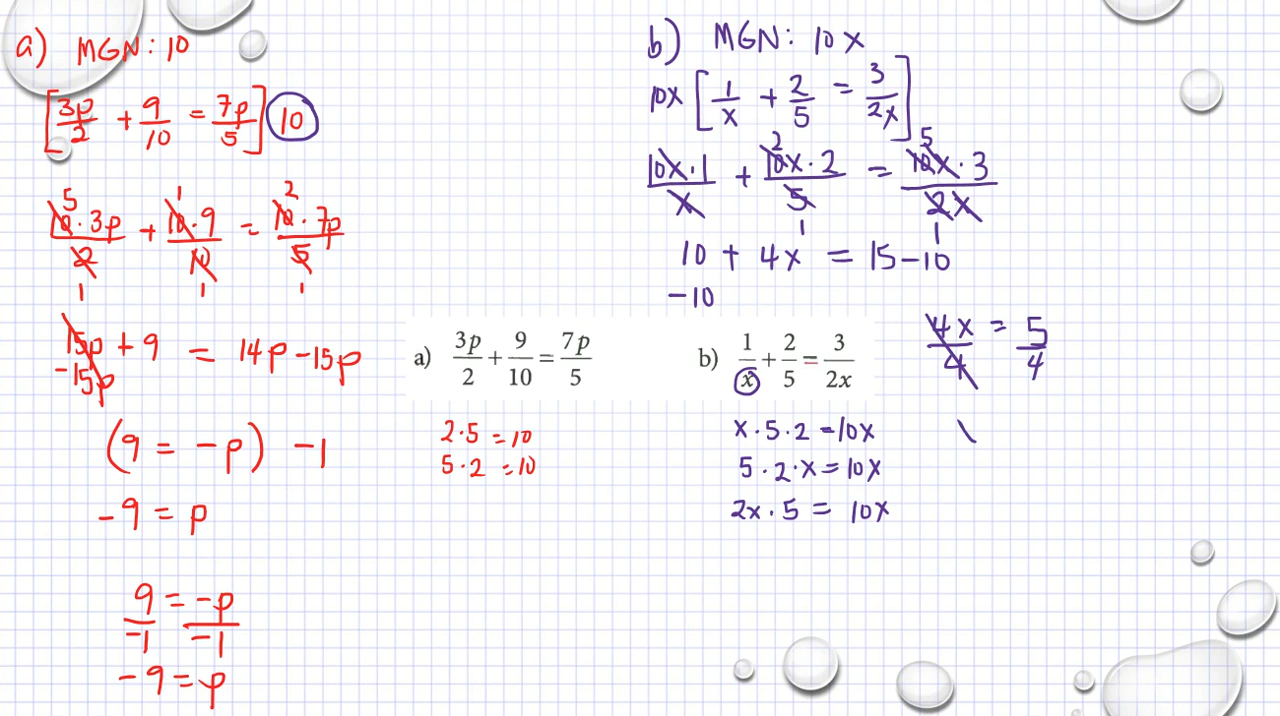 a) MGN: 10
[3p/2 + 9/10 = 7p/5] 10
5 1 2
10·3p/2 + 10·9/10 = 10·7p/5
1 1 1
15p + 9 = 14p - 15p
-15p
(9 = -p) -1
-9 = p
9/-1 = -p/-1
-9 = p
b) MGN: 10x
10x [1/x + 2/5 = 3/2x]
2 5
10x·1/x + 10x·2/5 = 10x·3/2x
1 1
10 + 4x = 15 - 10
-10
4x/4 = 5/4
a) 3p/2 + 9/10 = 7p/5
2·5 = 10
5·2 = 10
b) 1/x + 2/5 = 3/2x
x·5·2 = 10x
5·2·x = 10x
2x·5 = 10x